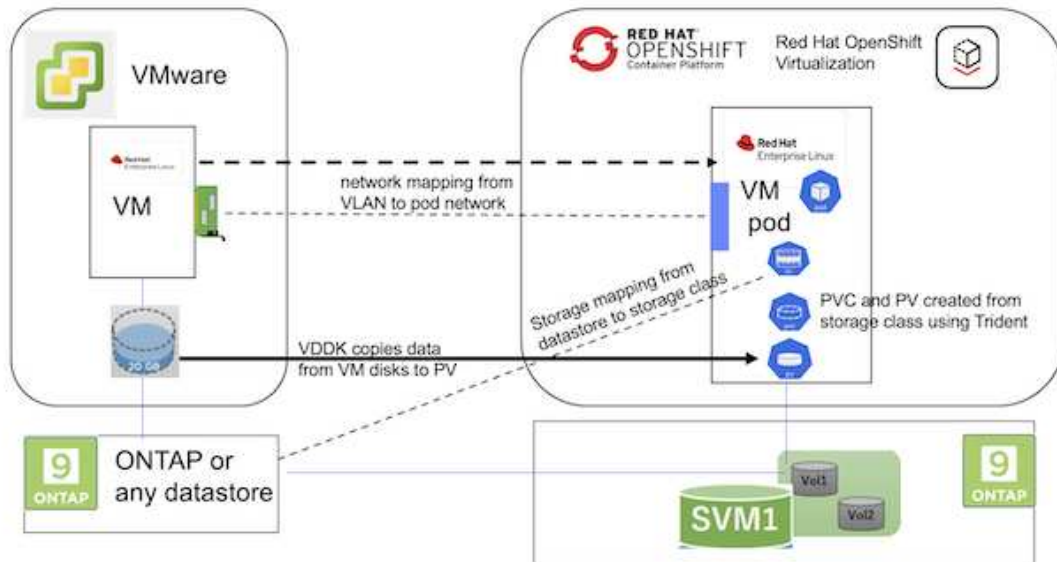 VMware
RED HAT®
OPENSHIFT
Container Platform
Red Hat OpenShift
Virtualization
Red Hat
Enterprise Linux
VM
network mapping from
VLAN to pod network
Red Hat
Enterprise Linux
VM
pod
pod
Storage mapping from
datastore to storage class
PVC and PV created from
storage class using Trident
VDDK copies data
from VM disks to PV
9
ONTAP
ONTAP or
any datastore
SVM1
Vol1
Vol2
9
ONTAP